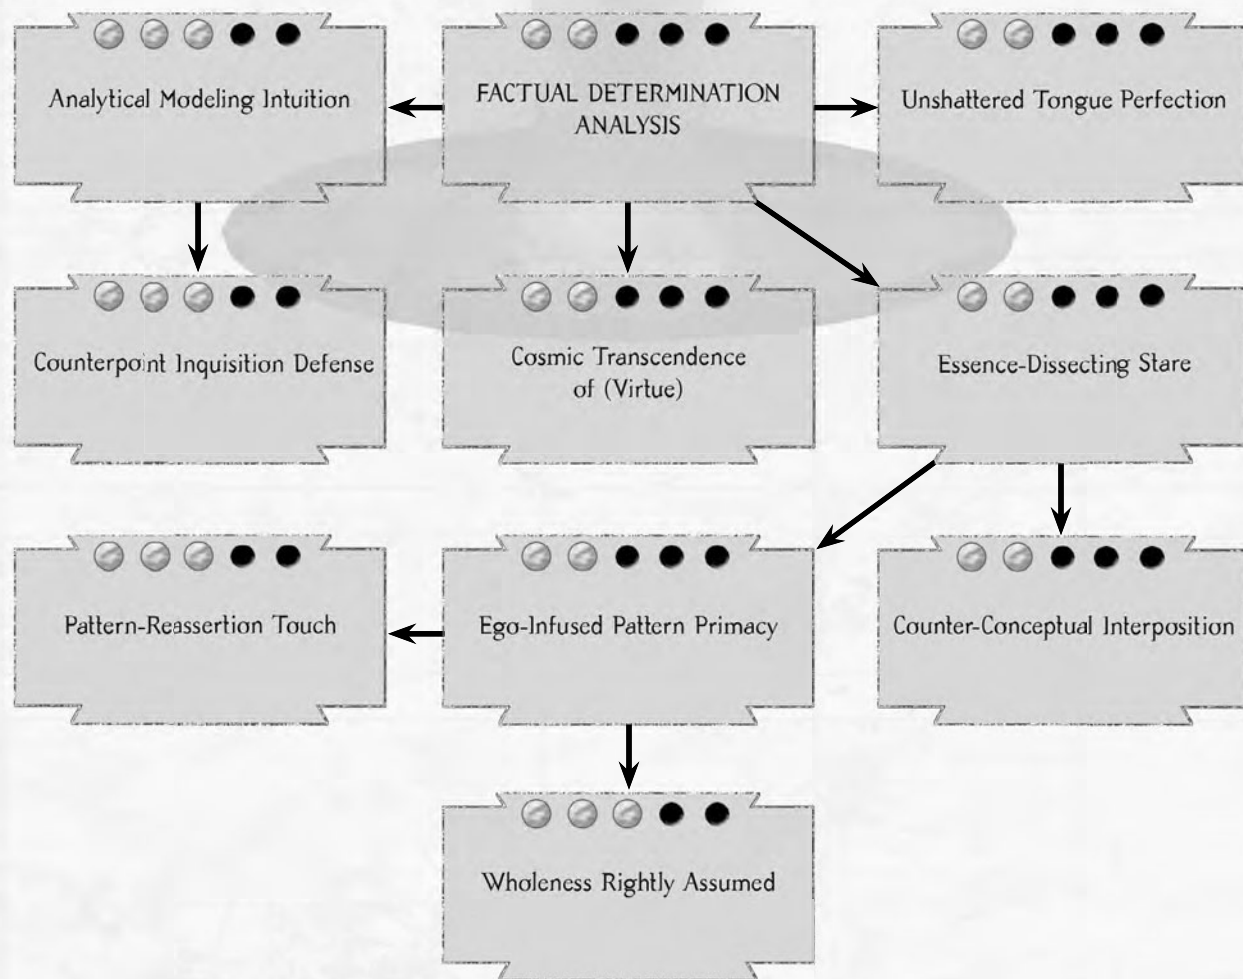 Analytical Modeling Intuition
FACTUAL DETERMINATION
ANALYSIS
Unshattered Tongue Perfection
Counterpoint Inquisition Defense
Cosmic Transcendence
of (Virtue)
Essence-Dissecting Stare
Pattern-Reassertion Touch
Ego-Infused Pattern Primacy
Counter-Conceptual Interposition
Wholeness Rightly Assumed